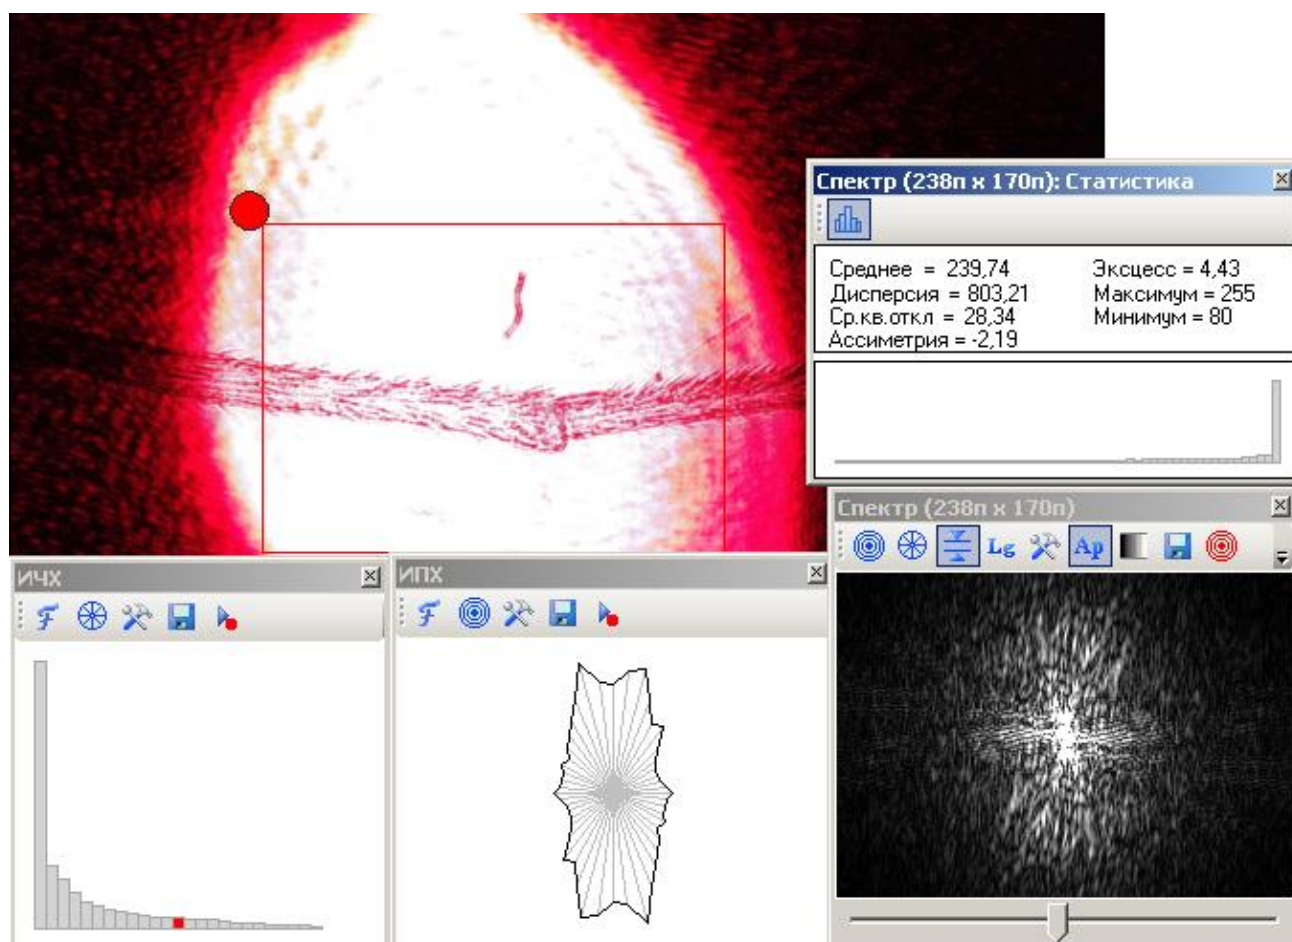 Спектр (238п x 170п): Статистика
Среднее = 239,74
Дисперсия = 803,21
Ср.кв.откл = 28,34
Ассиметрия = -2,19
Эксцесс = 4,43
Максимум = 255
Минимум = 80
Спектр (238п x 170п)
Lg Ap
ИЧХ
F
ИПХ
F